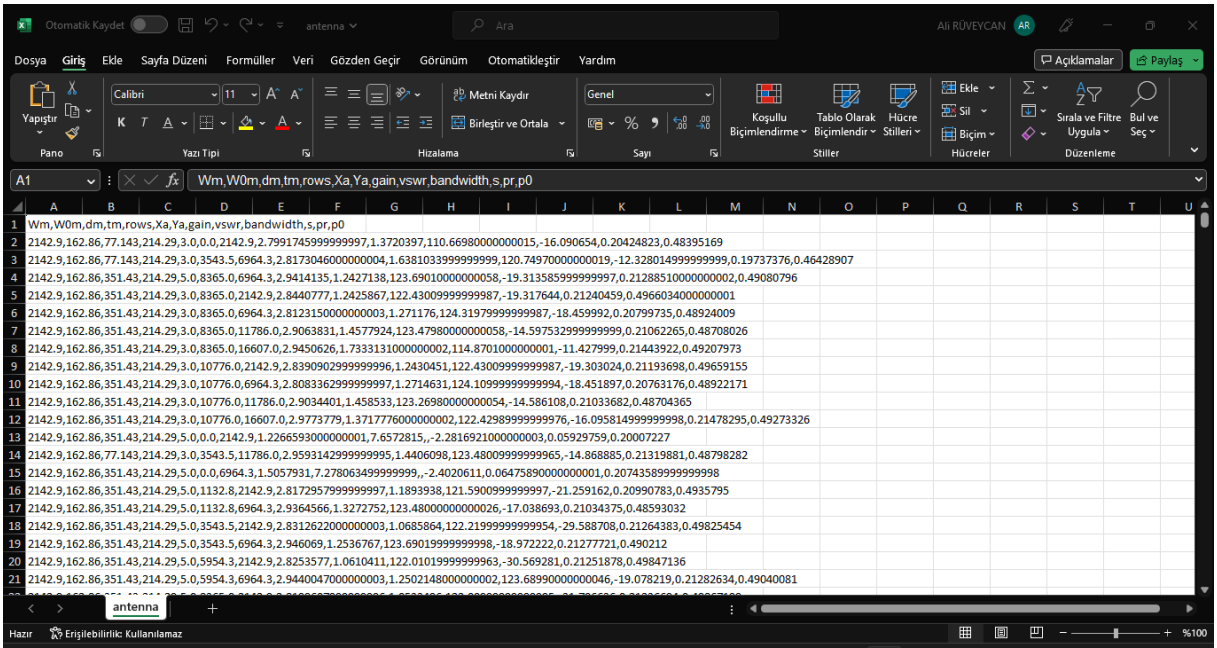 Otomatik Kaydet antenna Ara Ali RÜVEYCAN AR
Dosya Giriş Ekle Sayfa Düzeni Formüller Veri Gözden Geçir Görünüm Otomatikleştir Yardım Açıklamalar Paylaş
Yapıştır Calibri 11 Metni Kaydır Genel Koşullu Biçimlendirme Tablo Olarak Biçimlendir Hücre Stilleri Ekle Sırala ve Filtre Uygula Bul ve Seç
K T A A Birleştir ve Ortala % Sil
Biçim
Pano Yazı Tipi Hizalama Sayı Stiller Hücreler Düzenleme
A1 fx Wm,W0m,dm,tm,rows,Xa,Ya,gain,vswr,bandwidth,s,pr,p0
A B C D E F G H I J K L M N O P Q R S T U
1 Wm,W0m,dm,tm,rows,Xa,Ya,gain,vswr,bandwidth,s,pr,p0
2 2142.9,162.86,77.143,214.29,3.0,0.0,2142.9,2.7991745999999997,1.3720397,110.66980000000015,-16.090654,0.20424823,0.48395169
3 2142.9,162.86,77.143,214.29,3.0,3543.5,6964.3,2.8173046000000004,1.6381033999999999,120.74970000000019,-12.328014999999999,0.19737376,0.46428907
4 2142.9,162.86,351.43,214.29,3.0,8365.0,6964.3,2.9414135,1.2427138,123.69010000000058,-19.313585999999997,0.21288510000000002,0.49080796
5 2142.9,162.86,351.43,214.29,3.0,8365.0,2142.9,2.8440777,1.2425867,122.43009999999987,-19.317644,0.21240459,0.4966034000000001
6 2142.9,162.86,351.43,214.29,3.0,8365.0,6964.3,2.8123150000000003,1.271176,124.31979999999987,-18.459992,0.20799735,0.48924009
7 2142.9,162.86,351.43,214.29,3.0,8365.0,11786.0,2.9063831,1.4577924,123.47980000000058,-14.597532999999999,0.21062265,0.48708026
8 2142.9,162.86,351.43,214.29,3.0,8365.0,16607.0,2.9450626,1.7333131000000002,114.8701000000001,-11.427999,0.21443922,0.49207973
9 2142.9,162.86,351.43,214.29,3.0,10776.0,2142.9,2.8390902999999996,1.2430451,122.43009999999987,-19.303024,0.21193698,0.49659155
10 2142.9,162.86,351.43,214.29,3.0,10776.0,6964.3,2.8083362999999997,1.2714631,124.1099999999994,-18.451897,0.20763176,0.48922171
11 2142.9,162.86,351.43,214.29,3.0,10776.0,11786.0,2.9034401,1.458533,123.26980000000054,-14.586108,0.21033682,0.48704365
12 2142.9,162.86,351.43,214.29,3.0,10776.0,16607.0,2.9773779,1.3717776000000002,122.42989999999976,-16.095814999999998,0.21478295,0.49273326
13 2142.9,162.86,351.43,214.29,5.0,0.0,2142.9,1.2266593000000001,7.6572815,,-2.2816921000000003,0.05929759,0.20007227
14 2142.9,162.86,77.143,214.29,3.0,3543.5,11786.0,2.9593142999999995,1.4406098,123.48009999999965,-14.868885,0.21319881,0.48798282
15 2142.9,162.86,351.43,214.29,5.0,0.0,6964.3,1.5057931,7.278063499999999,,-2.4020611,0.06475890000000001,0.20743589999999998
16 2142.9,162.86,351.43,214.29,5.0,1132.8,2142.9,2.8172957999999997,1.1893938,121.5900999999997,-21.259162,0.20990783,0.4935795
17 2142.9,162.86,351.43,214.29,5.0,1132.8,6964.3,2.9364566,1.3272752,123.48000000000026,-17.038693,0.21034375,0.48593032
18 2142.9,162.86,351.43,214.29,5.0,3543.5,2142.9,2.8312622000000003,1.0685864,122.21999999999954,-29.588708,0.21264383,0.49825454
19 2142.9,162.86,351.43,214.29,5.0,3543.5,6964.3,2.946069,1.2536767,123.69019999999998,-18.972222,0.21277721,0.490212
20 2142.9,162.86,351.43,214.29,5.0,5954.3,2142.9,2.8253577,1.0610411,122.01019999999963,-30.569281,0.21251878,0.49847136
21 2142.9,162.86,351.43,214.29,5.0,5954.3,6964.3,2.9440047000000003,1.2502148000000002,123.68990000000046,-19.078219,0.21282634,0.49040081
antenna
Hazır Erişilebilirlik: Kullanılamaz %100